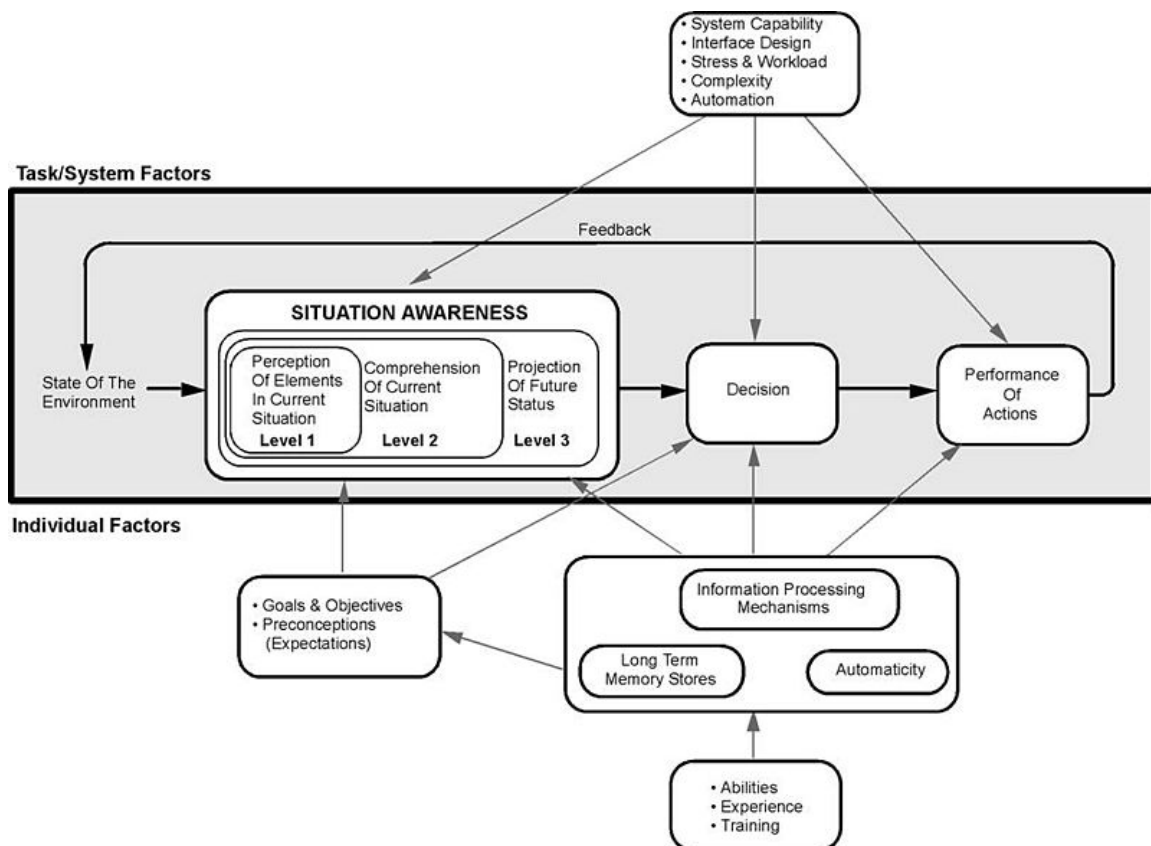 • System Capability
• Interface Design
• Stress & Workload
• Complexity
• Automation
Task/System Factors
Feedback
SITUATION AWARENESS
State Of The
Environment
Perception
Of Elements
In Current
Situation
Level 1
Comprehension
Of Current
Situation
Level 2
Projection
Of Future
Status
Level 3
Decision
Performance
Of
Actions
Individual Factors
• Goals & Objectives
• Preconceptions
(Expectations)
Information Processing
Mechanisms
Long Term
Memory Stores
Automaticity
• Abilities
• Experience
• Training